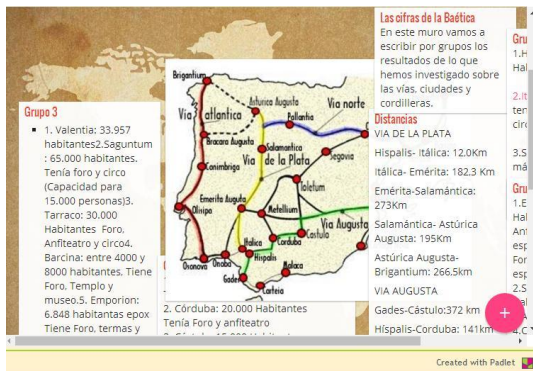 Grupo 3
1. Valentia: 33.957
habitantes2.Saguntum
: 65.000 habitantes.
Tenía foro y circo
(Capacidad para
15.000 personas)3.
Tarraco: 30.000
Habitantes Foro,
Anfiteatro y circo4.
Barcina: entre 4000 y
8000 habitantes. Tiene
Foro, Templo y
museo.5. Emporion:
6.848 habitantas epox
Tiene Foro, termas y
Brigantium
Asturica Augusta
Via norte
Via atlantica
Pallantia
Bracara Augusta
Salamantica
Via de la Plata
Segovia
Conimbriga
Toletum
Emerita Augusta
Metellium
Olisipo
Via Augusta
Castulo
Italica
Corduba
Hispalis
Ossonova
Onuba
Malaca
Gades
Carteia
2. Córduba: 20.000 Habitantes
Tenía Foro y anfiteatro
Las cifras de la Baética
En este muro vamos a
escribir por grupos los
resultados de lo que
hemos investigado sobre
las vías, ciudades y
cordilleras.
Distancias
VIA DE LA PLATA
Hispalis- Itálica: 12.0Km
Itálica- Emérita: 182.3 Km
Emérita-Salamántica:
273Km
Salamántica- Astúrica
Augusta: 195Km
Astúrica Augusta-
Brigantium: 266.5km
VIA AUGUSTA
Gades-Cástulo:372 km
Híspalis-Corduba: 141km
+
Created with Padlet